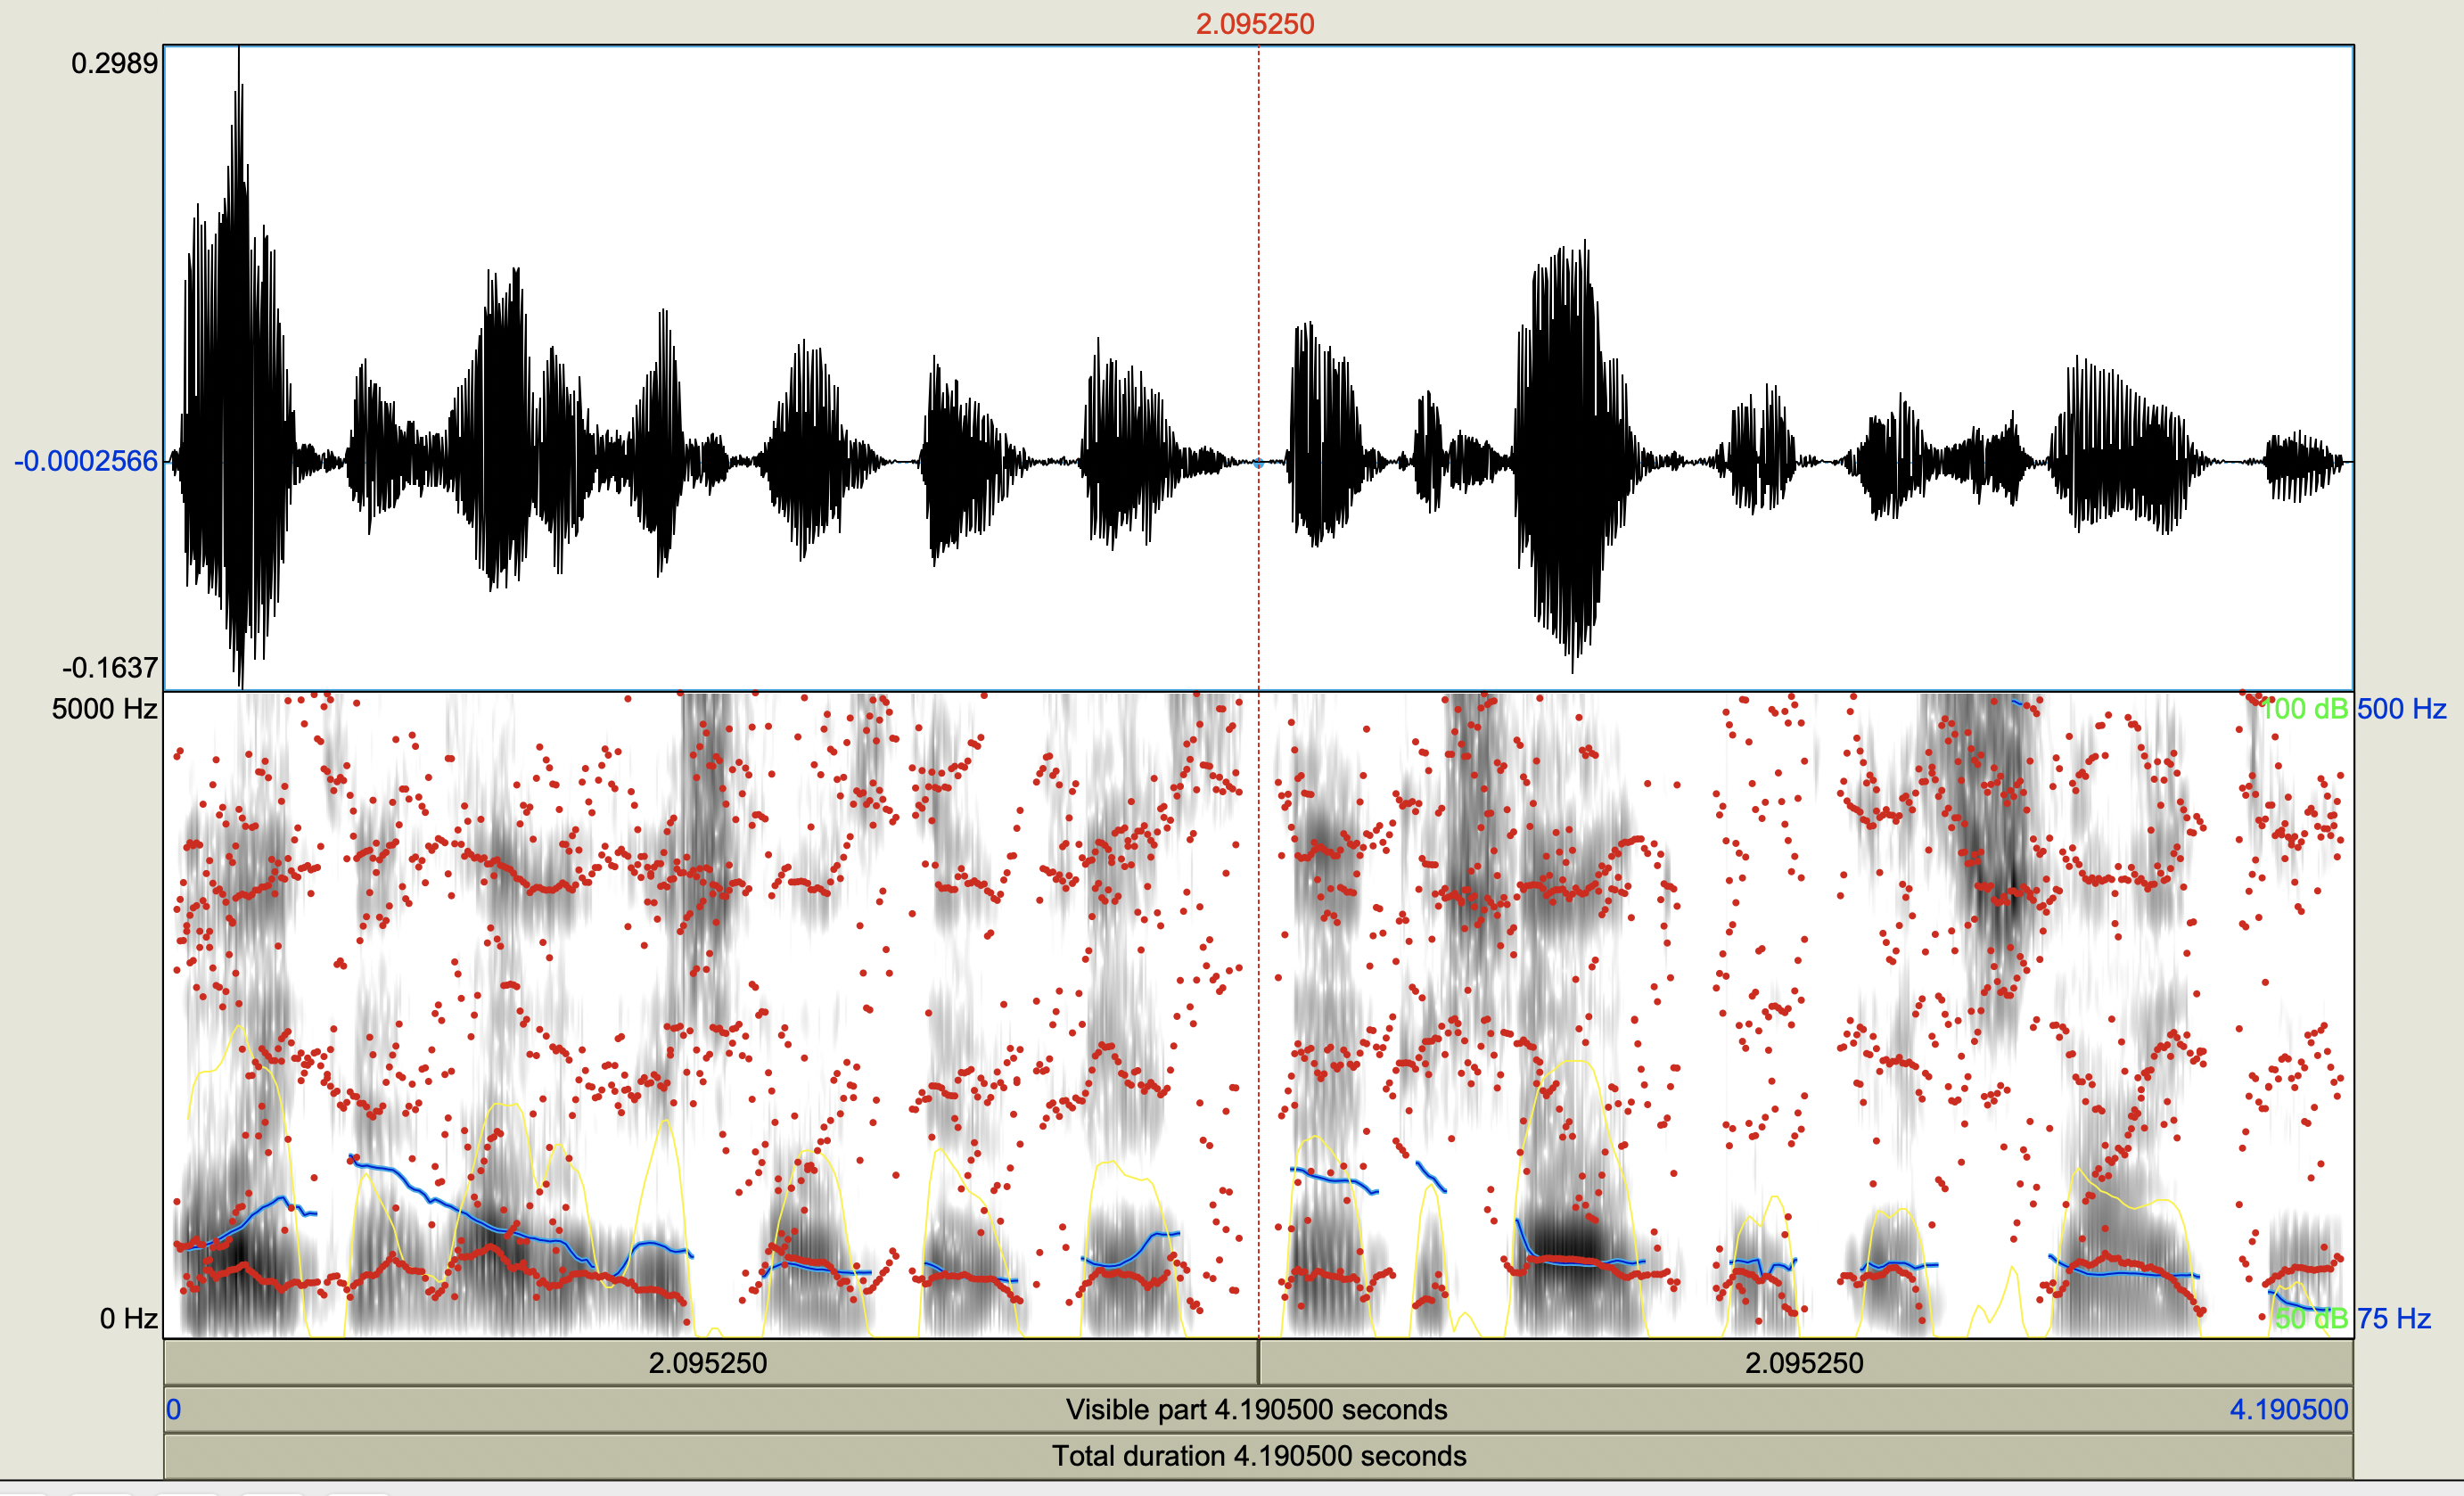 2.095250
0.2989
-0.0002566
-0.1637
5000 Hz
100 dB 500 Hz
0 Hz
50 dB 75 Hz
2.095250 2.095250
0 Visible part 4.190500 seconds 4.190500
Total duration 4.190500 seconds